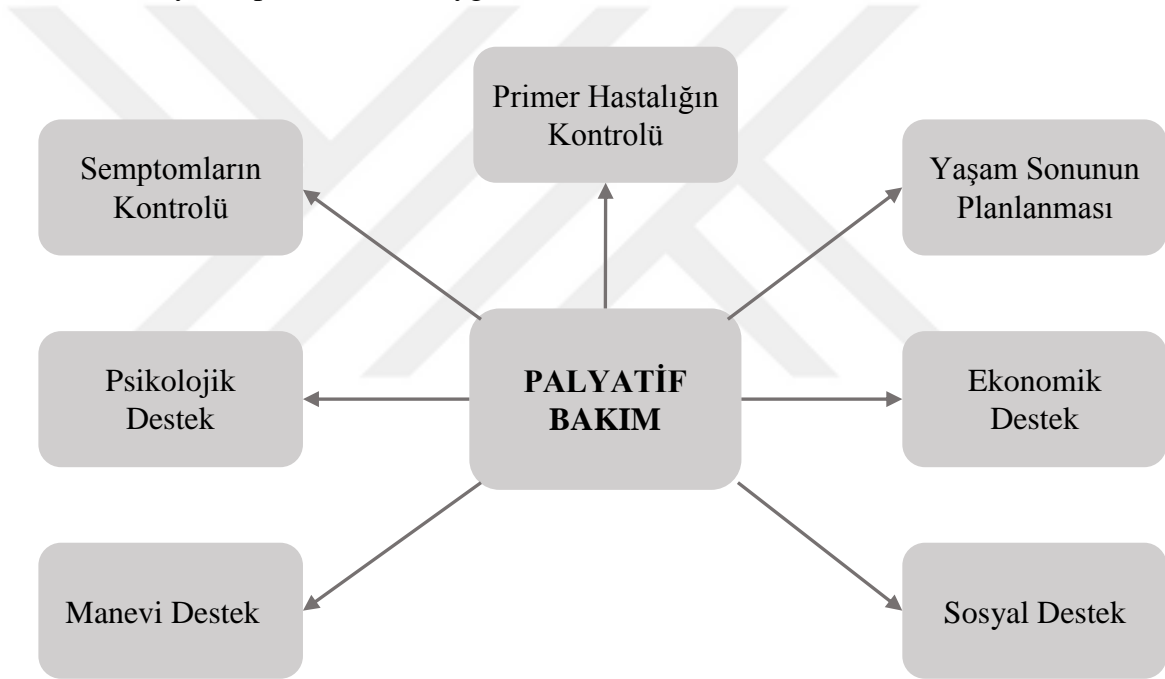 Primer Hastalığın
Kontrolü
Semptomların
Kontrolü
Yaşam Sonunun
Planlanması
Psikolojik
Destek
PALYATİF
BAKIM
Ekonomik
Destek
Manevi Destek
Sosyal Destek